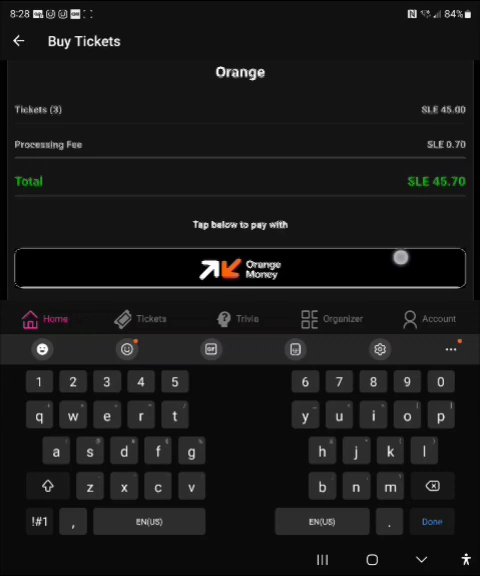 8:28
84%
Buy Tickets
Orange
Tickets (3) SLE 45.00
Processing Fee SLE 0.70
Total SLE 45.70
Tap below to pay with
Orange Money
Home Tickets Trivia Organizer Account
GIF
1 2 3 4 5 6 7 8 9 0
q w e r t y u i o p
a s d f g h j k l
z x c v b n m
!#1 , EN(US) EN(US) . Done